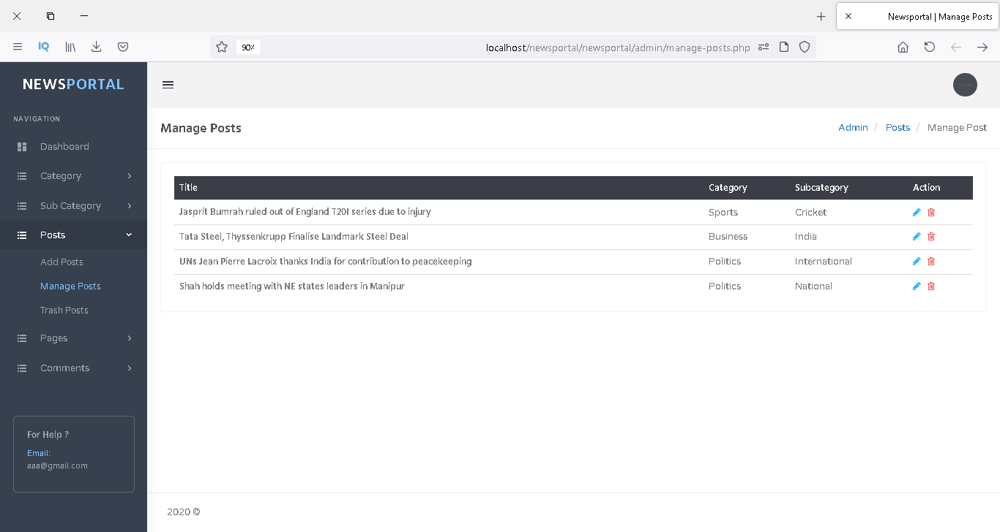 Newsportal | Manage Posts
90%
localhost/newsportal/newsportal/admin/manage-posts.php
IQ
NEWSPORTAL
NAVIGATION
Dashboard
Category
Sub Category
Posts
Add Posts
Manage Posts
Trash Posts
Pages
Comments
For Help ?
Email:
aaa@gmail.com
Manage Posts
Admin / Posts / Manage Post
Title Category Subcategory Action
Jasprit Bumrah ruled out of England T20I series due to injury Sports Cricket
Tata Steel, Thyssenkrupp Finalise Landmark Steel Deal Business India
UNs Jean Pierre Lacroix thanks India for contribution to peacekeeping Politics International
Shah holds meeting with NE states leaders in Manipur Politics National
2020 ©